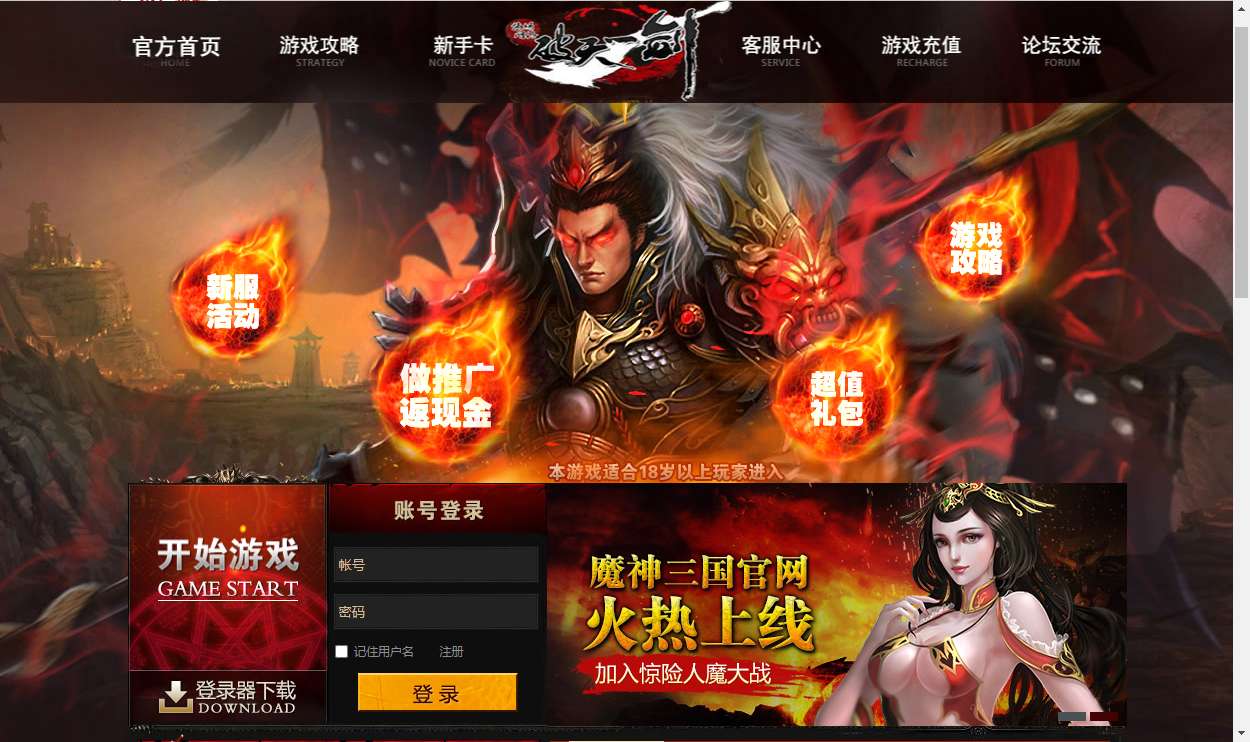 官方首页
HOME
游戏攻略
STRATEGY
新手卡
NOVICE CARD
破天一剑
客服中心
SERVICE
游戏充值
RECHARGE
论坛交流
FORUM
新服
活动
做推广
返现金
超值
礼包
游戏
攻略
本游戏适合18岁以上玩家进入
开始游戏
GAME START
登录器下载
DOWNLOAD
账号登录
帐号
密码
记住用户名
注册
登 录
魔神三国官网
火热上线
加入惊险人魔大战